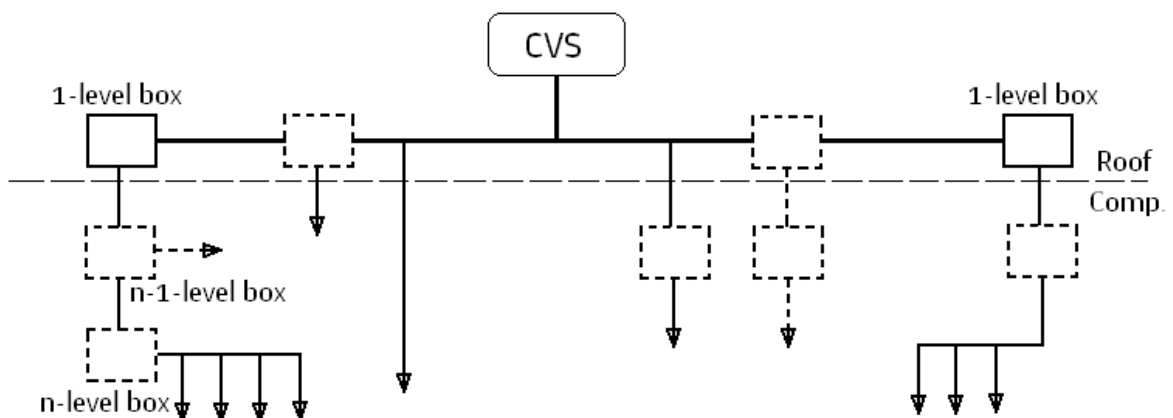 CVS
1-level box
1-level box
Roof
Comp.
n-1-level box
n-level box